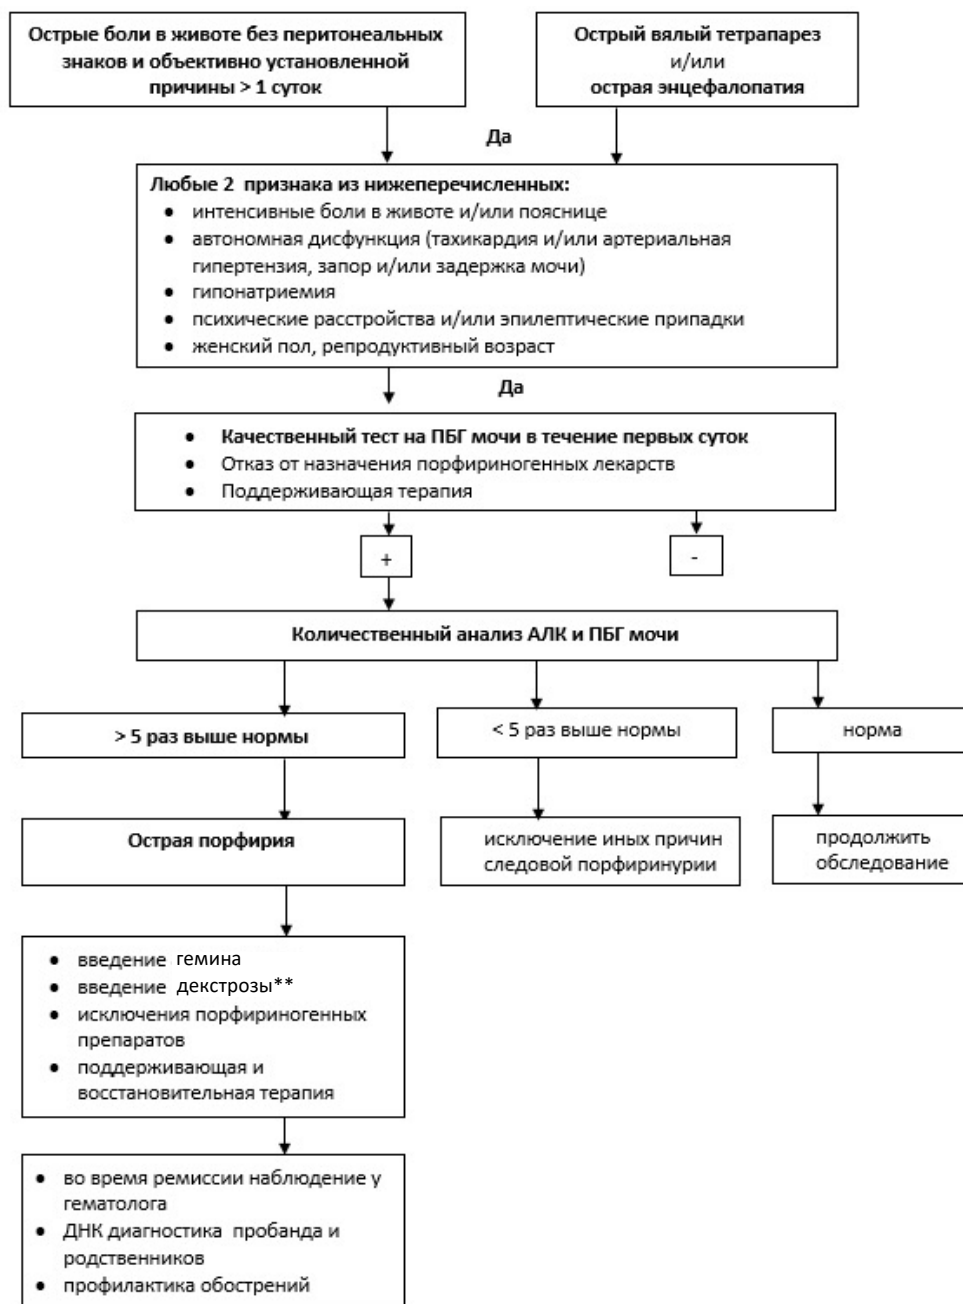 Острые боли в животе без перитонеальных
знаков и объективно установленной
причины > 1 суток
Острый вялый тетрапарез
и/или
острая энцефалопатия
Да
Любые 2 признака из нижеперечисленных:
• интенсивные боли в животе и/или пояснице
• автономная дисфункция (тахикардия и/или артериальная
гипертензия, запор и/или задержка мочи)
• гипонатриемия
• психические расстройства и/или эпилептические припадки
• женский пол, репродуктивный возраст
Да
• Качественный тест на ПБГ мочи в течение первых суток
• Отказ от назначения порфириногенных лекарств
• Поддерживающая терапия
+
-
Количественный анализ АЛК и ПБГ мочи
> 5 раз выше нормы
< 5 раз выше нормы
норма
Острая порфирия
исключение иных причин
следовой порфиринурии
продолжить
обследование
• введение гемина
• введение декстрозы**
• исключения порфириногенных
препаратов
• поддерживающая и
восстановительная терапия
• во время ремиссии наблюдение у
гематолога
• ДНК диагностика пробанда и
родственников
• профилактика обострений